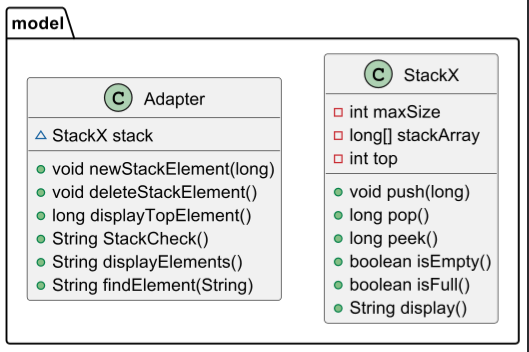 model
C Adapter
StackX stack
void newStackElement(long)
void deleteStackElement()
long displayTopElement()
String StackCheck()
String displayElements()
String findElement(String)
C StackX
int maxSize
long[] stackArray
int top
void push(long)
long pop()
long peek()
boolean isEmpty()
boolean isFull()
String display()